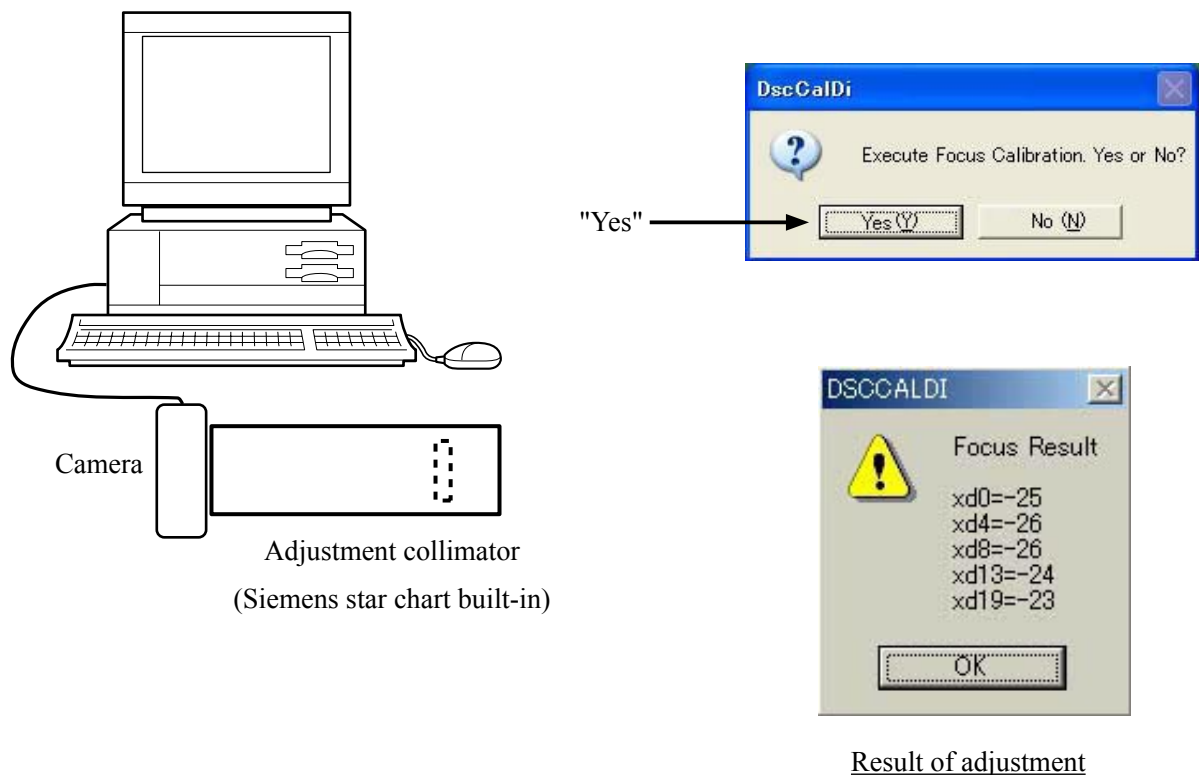 DscCalDi
Execute Focus Calibration. Yes or No?
"Yes"
Yes (Y)
No (N)
Camera
Adjustment collimator
(Siemens star chart built-in)
DSCCALDI
Focus Result
xd0=-25
xd4=-26
xd8=-26
xd13=-24
xd19=-23
OK
Result of adjustment